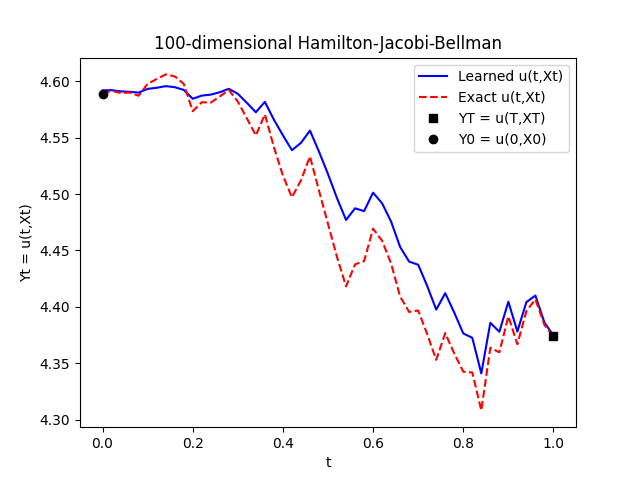 100-dimensional Hamilton-Jacobi-Bellman
Learned u(t,Xt)
Exact u(t,Xt)
YT = u(T,XT)
Y0 = u(0,X0)
Yt = u(t,Xt)
4.60
4.55
4.50
4.45
4.40
4.35
4.30
0.0 0.2 0.4 0.6 0.8 1.0
t